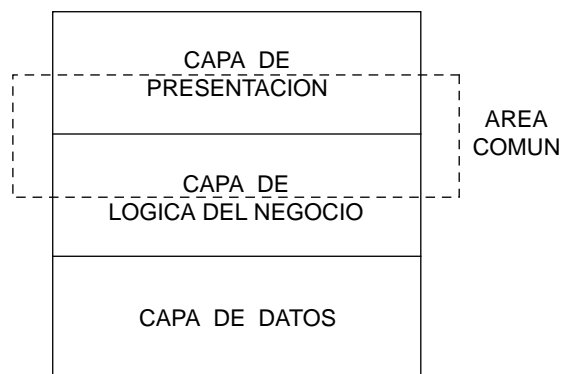 CAPA DE
PRESENTACION
AREA
COMUN
CAPA DE
LOGICA DEL NEGOCIO
CAPA DE DATOS